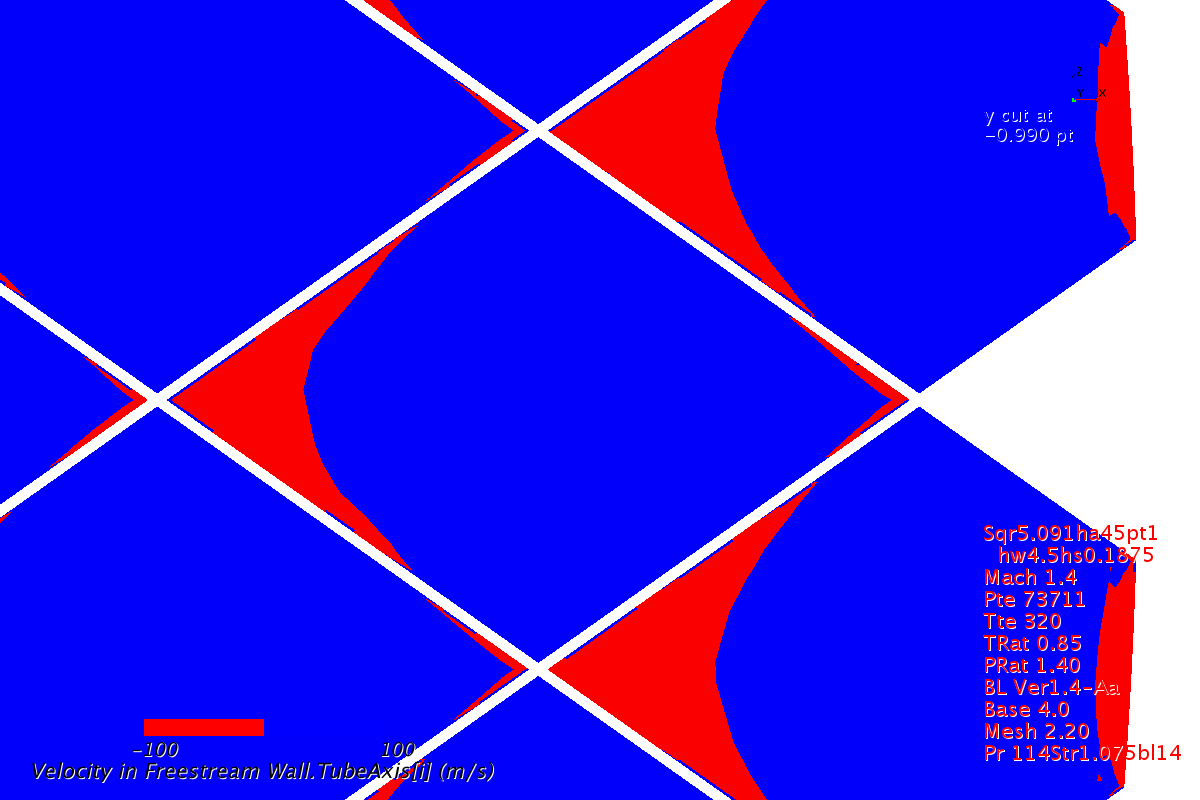 Z
Y X
y cut at
−0.990 pt
Sqr5.091ha45pt1
hw4.5hs0.1875
Mach 1.4
Pte 73711
Tte 320
TRat 0.85
PRat 1.40
BL Ver1.4−Aa
Base 4.0
Mesh 2.20
Pr 114Str1.075bl14
−100 100
Velocity in Freestream Wall.TubeAxis[i] (m/s)